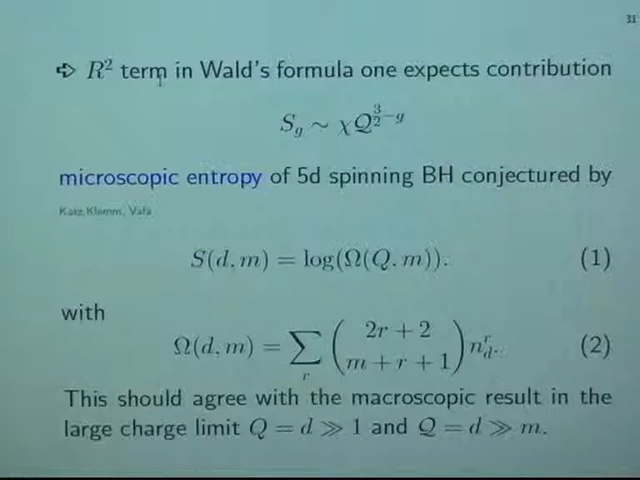 31
➪ R² term in Wald's formula one expects contribution
S_g ∼ χQ^{3/2−g}
microscopic entropy of 5d spinning BH conjectured by
Katz,Klemm, Vafa
S(d, m) = log(Ω(Q, m)). (1)
with
Ω(d, m) = ∑_r \binom{2r + 2}{m + r + 1} n^r_d. (2)
This should agree with the macroscopic result in the
large charge limit Q = d ≫ 1 and Q = d ≫ m.